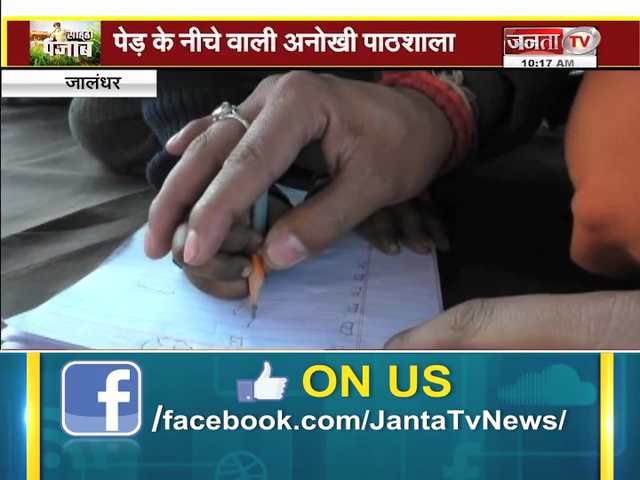 साड्डा
पंजाब
पेड़ के नीचे वाली अनोखी पाठशाला
जनता TV
10:17 AM
जालंधर
f
ON US
/facebook.com/JantaTvNews/